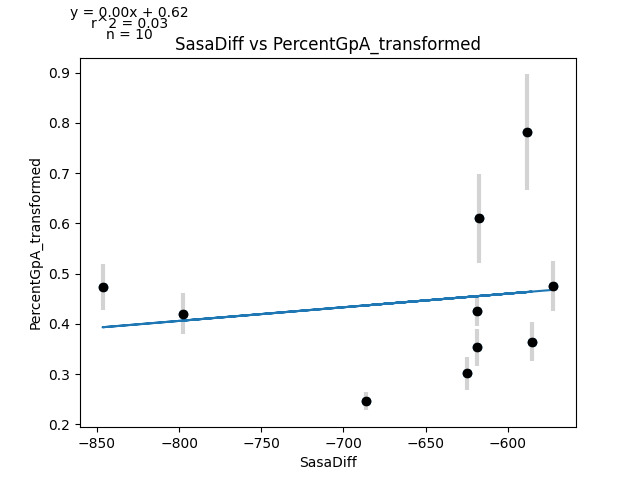 y = 0.00x + 0.62
r^2 = 0.03
n = 10
SasaDiff vs PercentGpA_transformed
0.9
0.8
0.7
0.6
0.5
0.4
0.3
0.2
PercentGpA_transformed
−850
−800
−750
−700
−650
−600
SasaDiff